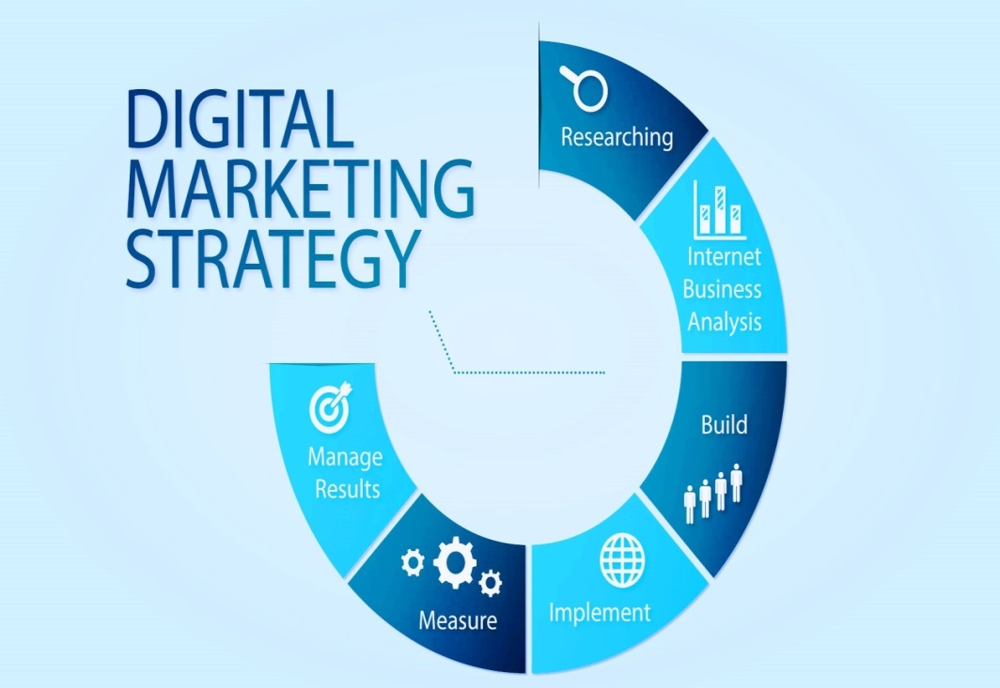 DIGITAL
MARKETING
STRATEGY
Researching
Internet
Business
Analysis
Build
Implement
Measure
Manage
Results